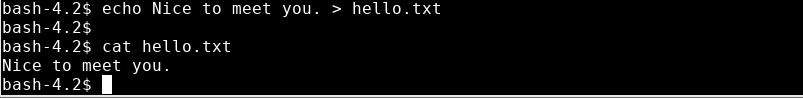 bash-4.2$ echo Nice to meet you. > hello.txt
bash-4.2$
bash-4.2$ cat hello.txt
Nice to meet you.
bash-4.2$